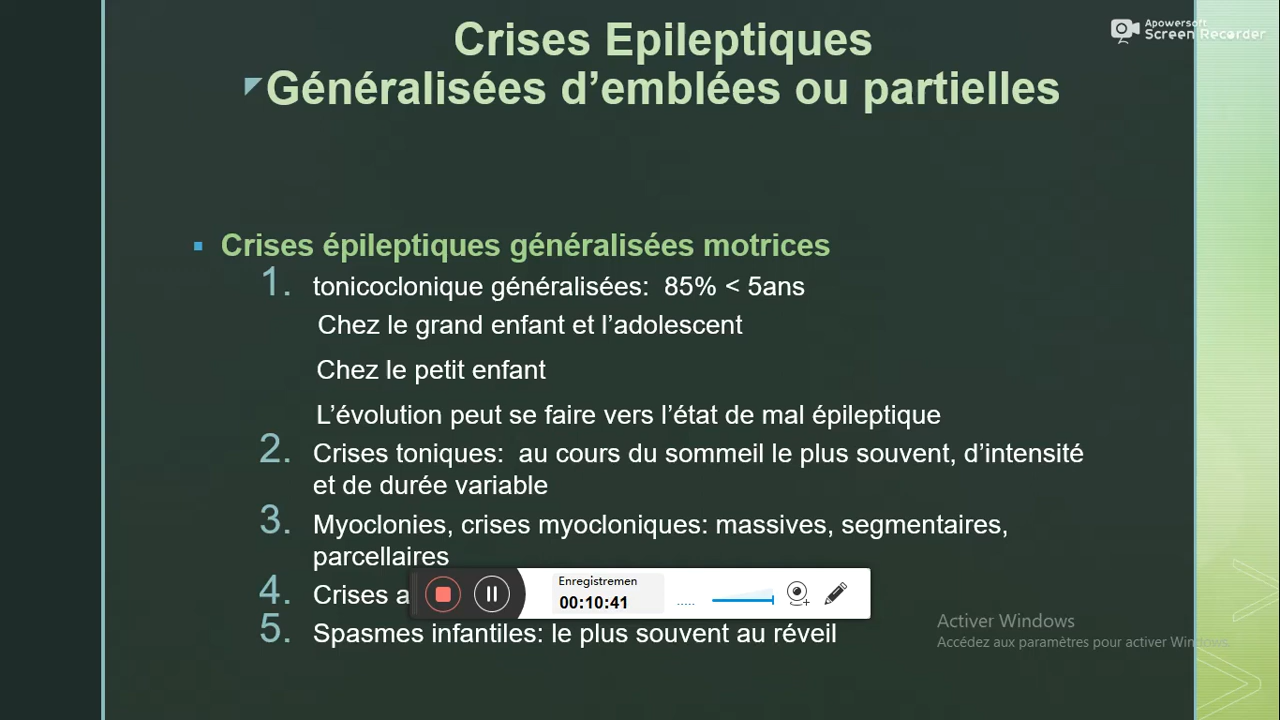 Crises Epileptiques
Généralisées d’emblées ou partielles
Apowersoft
Screen Recorder
Crises épileptiques généralisées motrices
1. tonicoclonique généralisées: 85% < 5ans
Chez le grand enfant et l’adolescent
Chez le petit enfant
L’évolution peut se faire vers l’état de mal épileptique
2. Crises toniques: au cours du sommeil le plus souvent, d’intensité
et de durée variable
3. Myoclonies, crises myocloniques: massives, segmentaires,
parcellaires
4. Crises a
Enregistremen
00:10:41
5. Spasmes infantiles: le plus souvent au réveil
Activer Windows
Accédez aux paramètres pour activer Windows.